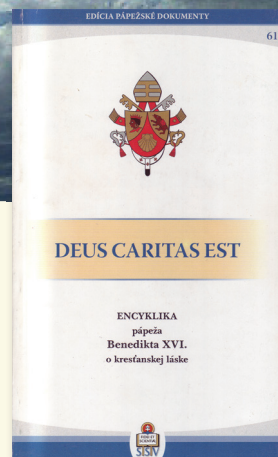 EDÍCIA PÁPEŽSKÉ DOKUMENTY
61
DEUS CARITAS EST
ENCYKLIKA
pápeža
Benedikta XVI.
o kresťanskej láske
SSV